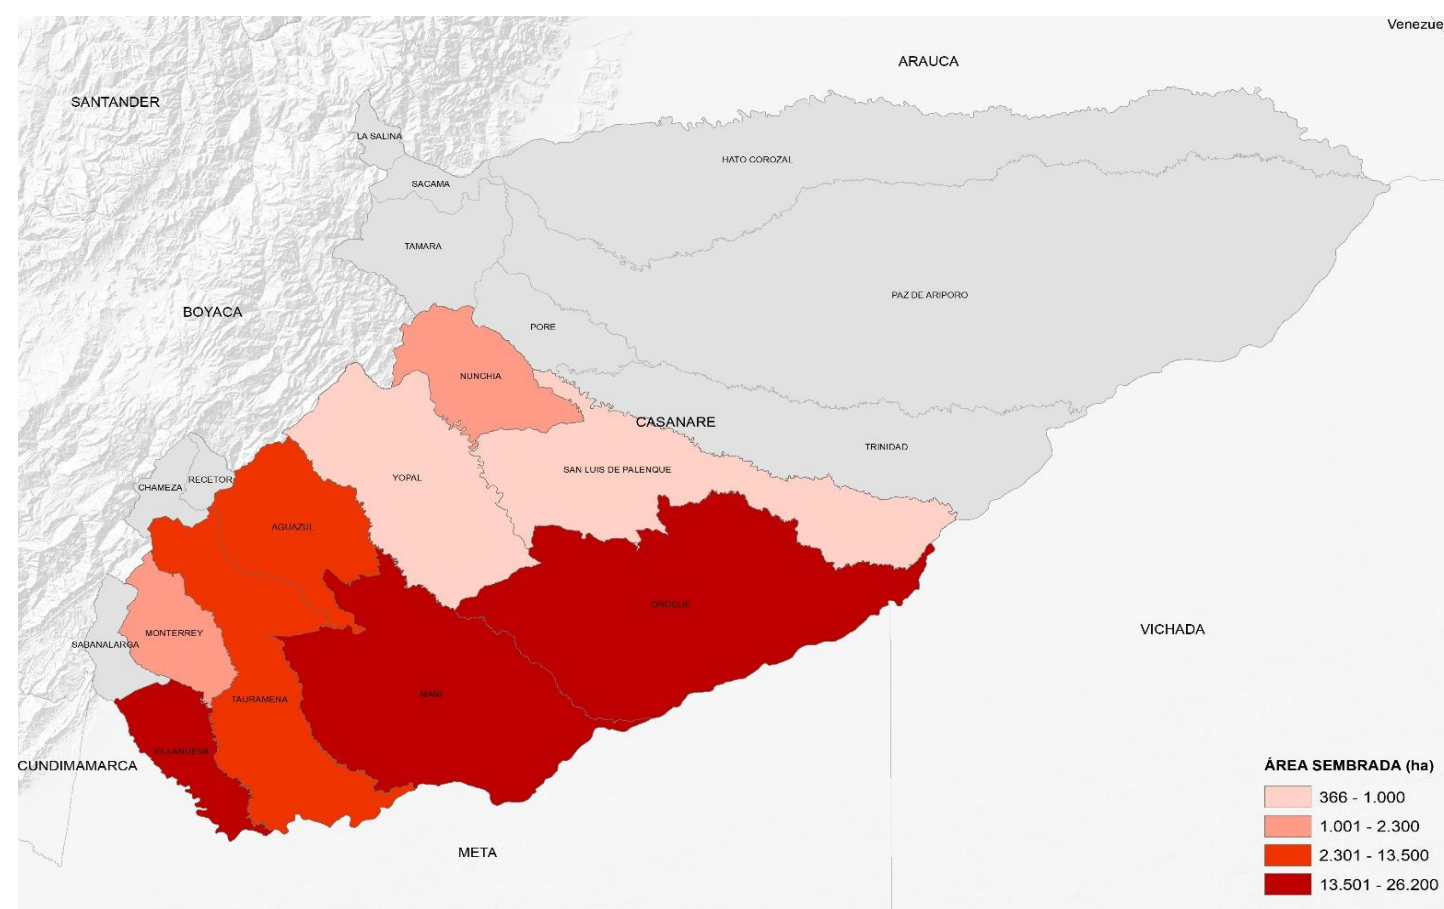 Venezue
ARAUCA
SANTANDER
LA SALINA
HATO COROZAL
SACAMA
TAMARA
PAZ DE ARIPORO
BOYACA
PORE
NUNCHIA
CASANARE
TRINIDAD
SAN LUIS DE PALENQUE
YOPAL
RECETOR
CHAMEZA
AGUAZUL
OROCUE
VICHADA
MONTERREY
SABANALARGA
MANI
TAURAMENA
VILLANUEVA
CUNDIMAMARCA
META
ÁREA SEMBRADA (ha)
366 - 1.000
1.001 - 2.300
2.301 - 13.500
13.501 - 26.200